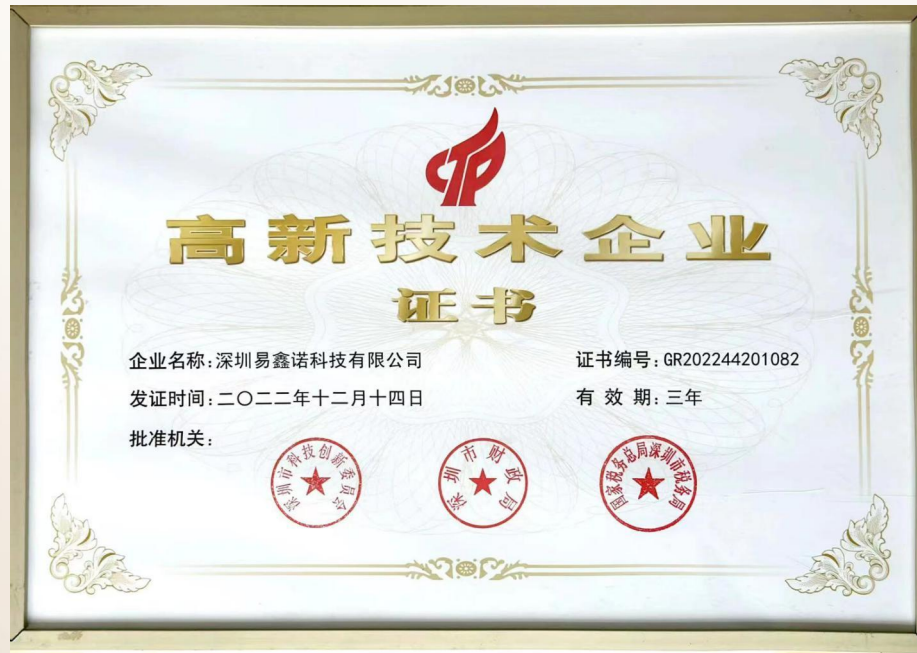 高新技术企业
证书
企业名称:深圳易鑫诺科技有限公司
证书编号:GR202244201082
发证时间:二〇二二年十二月十四日
有 效 期:三年
批准机关:
深圳市科技创新委员会
深圳市财政局
国家税务总局深圳市税务局